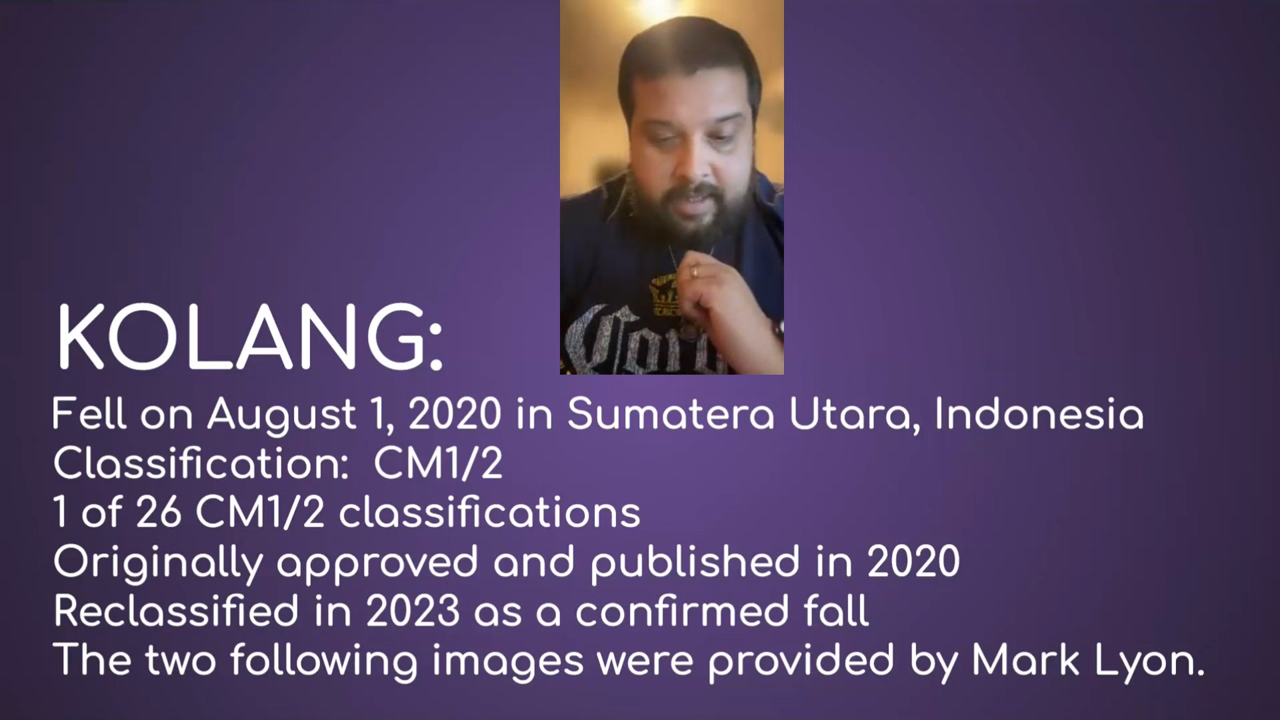 KOLANG:
Fell on August 1, 2020 in Sumatera Utara, Indonesia
Classification:  CM1/2
1 of 26 CM1/2 classifications
Originally approved and published in 2020
Reclassified in 2023 as a confirmed fall
The two following images were provided by Mark Lyon.